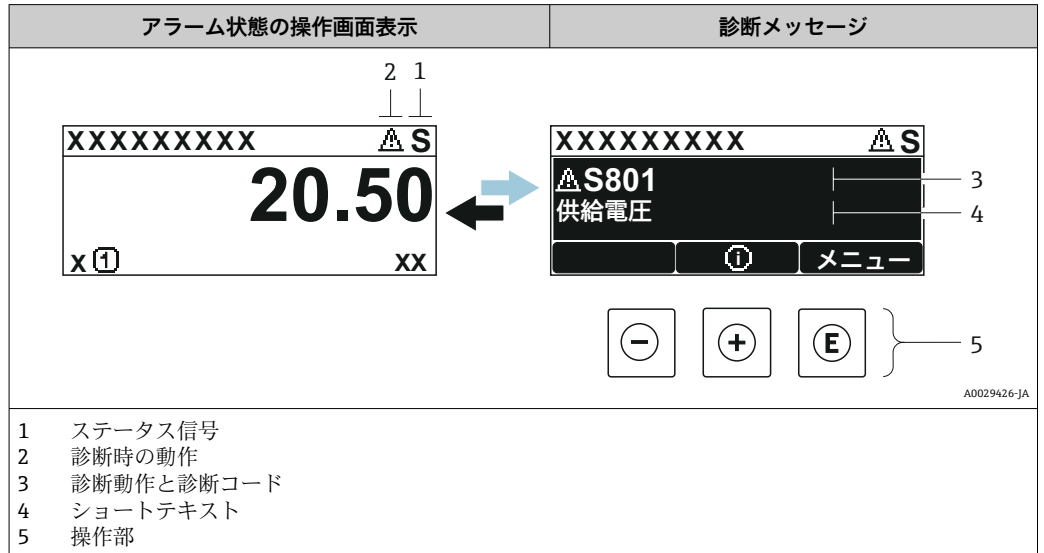 アラーム状態の操作画面表示 診断メッセージ
2 1
XXXXXXXXX ⚠ S
20.50
X ① XX
XXXXXXXXX ⚠ S
⚠S801
供給電圧
ⓘ メニュー
3
4
− + E
5
A0029426-JA
1 ステータス信号
2 診断時の動作
3 診断動作と診断コード
4 ショートテキスト
5 操作部